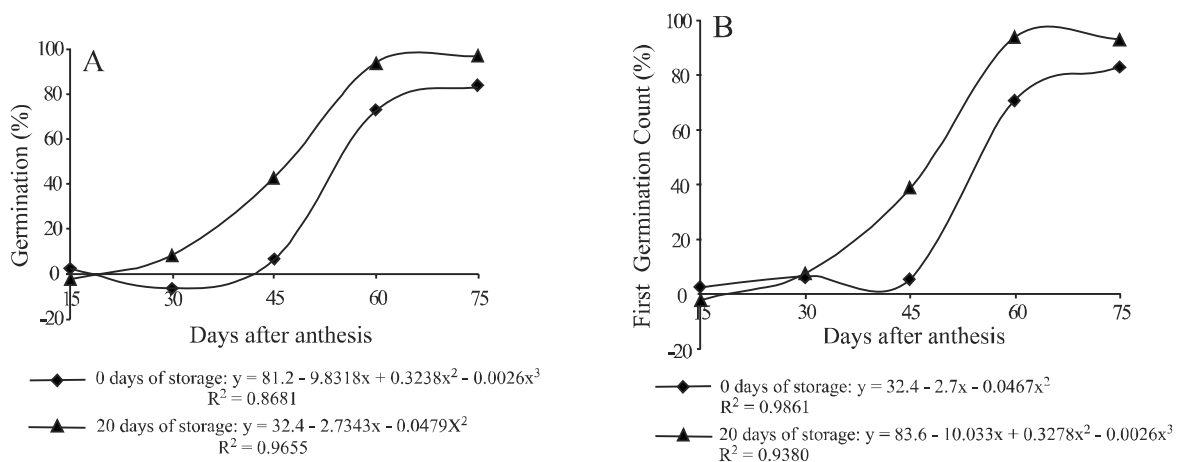 A
Germination (%)
100
80
60
40
20
0
-20
15 30 45 60 75
Days after anthesis
0 days of storage: y = 81.2 - 9.8318x + 0.3238x² - 0.0026x³
R² = 0.8681
20 days of storage: y = 32.4 - 2.7343x - 0.0479X²
R² = 0.9655
B
First Germination Count (%)
100
80
60
40
20
0
-20
15 30 45 60 75
Days after anthesis
0 days of storage: y = 32.4 - 2.7x - 0.0467x²
R² = 0.9861
20 days of storage: y = 83.6 - 10.033x + 0.3278x² - 0.0026x³
R² = 0.9380